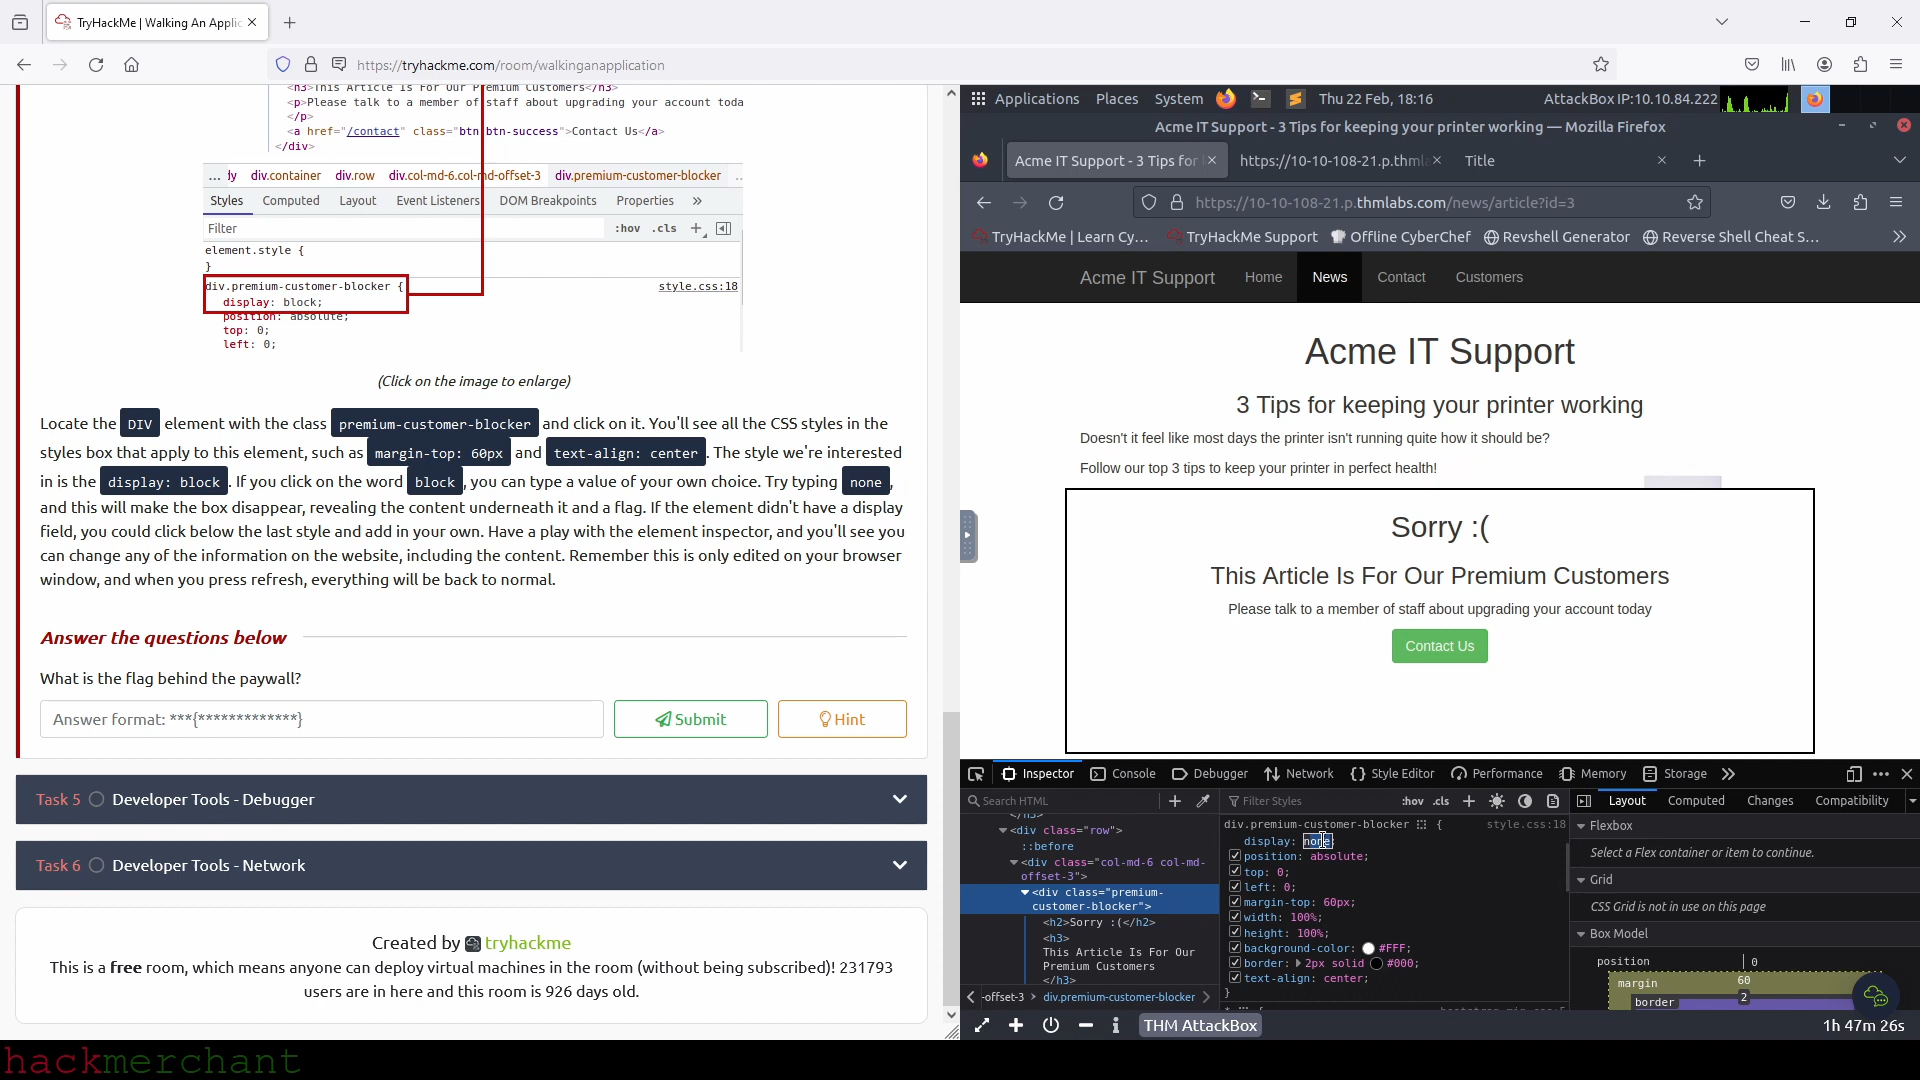 TryHackMe | Walking An Applic
https://tryhackme.com/room/walkinganapplication
<h3>This Article Is For Our Premium Customers</h3>
<p>Please talk to a member of staff about upgrading your account toda
</p>
<a href="/contact" class="btn btn-success">Contact Us</a>
</div>
... dy div.container div.row div.col-md-6.col-md-offset-3 div.premium-customer-blocker ..
Styles Computed Layout Event Listeners DOM Breakpoints Properties »
Filter :hov .cls +
element.style {
}
div.premium-customer-blocker { style.css:18
display: block;
position: absolute;
top: 0;
left: 0;
(Click on the image to enlarge)
Locate the DIV element with the class premium-customer-blocker and click on it. You'll see all the CSS styles in the
styles box that apply to this element, such as margin-top: 60px and text-align: center . The style we're interested
in is the display: block . If you click on the word block , you can type a value of your own choice. Try typing none ,
and this will make the box disappear, revealing the content underneath it and a flag. If the element didn't have a display
field, you could click below the last style and add in your own. Have a play with the element inspector, and you'll see you
can change any of the information on the website, including the content. Remember this is only edited on your browser
window, and when you press refresh, everything will be back to normal.
Answer the questions below
What is the flag behind the paywall?
Answer format: ***{*************}
Submit
Hint
Task 5 Developer Tools - Debugger
Task 6 Developer Tools - Network
Created by tryhackme
This is a free room, which means anyone can deploy virtual machines in the room (without being subscribed)! 231793
users are in here and this room is 926 days old.
hackmerchant
Applications Places System Thu 22 Feb, 18:16 AttackBox IP:10.10.84.222
Acme IT Support - 3 Tips for keeping your printer working — Mozilla Firefox
Acme IT Support - 3 Tips for https://10-10-108-21.p.thml Title
https://10-10-108-21.p.thmlabs.com/news/article?id=3
TryHackMe | Learn Cy... TryHackMe Support Offline CyberChef Revshell Generator Reverse Shell Cheat S... »
Acme IT Support Home News Contact Customers
Acme IT Support
3 Tips for keeping your printer working
Doesn't it feel like most days the printer isn't running quite how it should be?
Follow our top 3 tips to keep your printer in perfect health!
Sorry :(
This Article Is For Our Premium Customers
Please talk to a member of staff about upgrading your account today
Contact Us
Inspector Console Debugger Network Style Editor Performance Memory Storage »
Search HTML
</h3>
<div class="row">
::before
<div class="col-md-6 col-md-
offset-3">
<div class="premium-
customer-blocker">
<h2>Sorry :(</h2>
<h3>
This Article Is For Our
Premium Customers
</h3>
-offset-3 > div.premium-customer-blocker
Filter Styles :hov .cls +
div.premium-customer-blocker { style.css:18
display: none;
position: absolute;
top: 0;
left: 0;
margin-top: 60px;
width: 100%;
height: 100%;
background-color: #FFF;
border: 2px solid #000;
text-align: center;
}
Layout Computed Changes Compatibility
Flexbox
Select a Flex container or item to continue.
Grid
CSS Grid is not in use on this page
Box Model
position 0
margin 60
border 2
THM AttackBox
1h 47m 26s